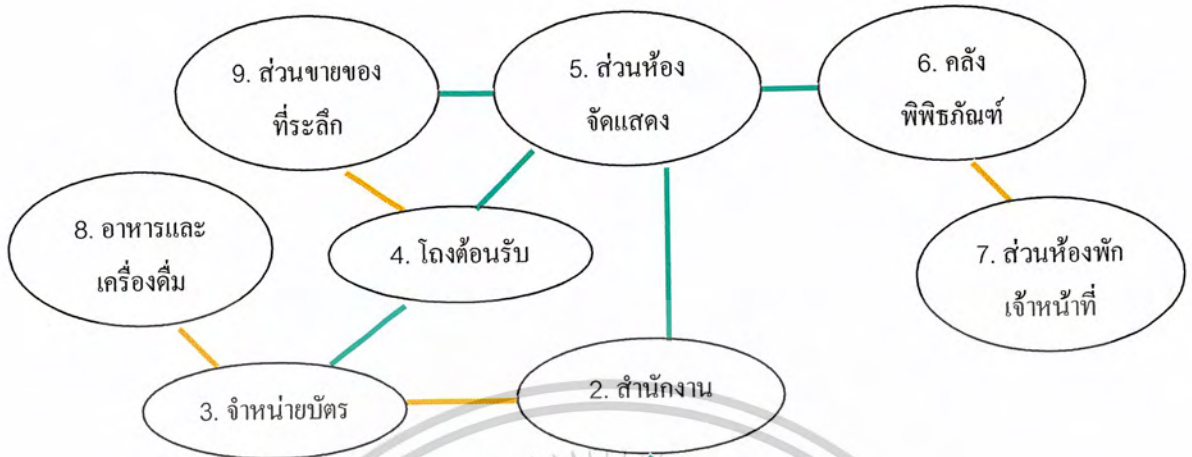 9. ส่วนขายของ
ที่ระลึก
5. ส่วนห้อง
จัดแสดง
6. คลัง
พิพิธภัณฑ์
8. อาหารและ
เครื่องดื่ม
4. โถงต้อนรับ
7. ส่วนห้องพัก
เจ้าหน้าที่
3. จำหน่ายบัตร
2. สำนักงาน